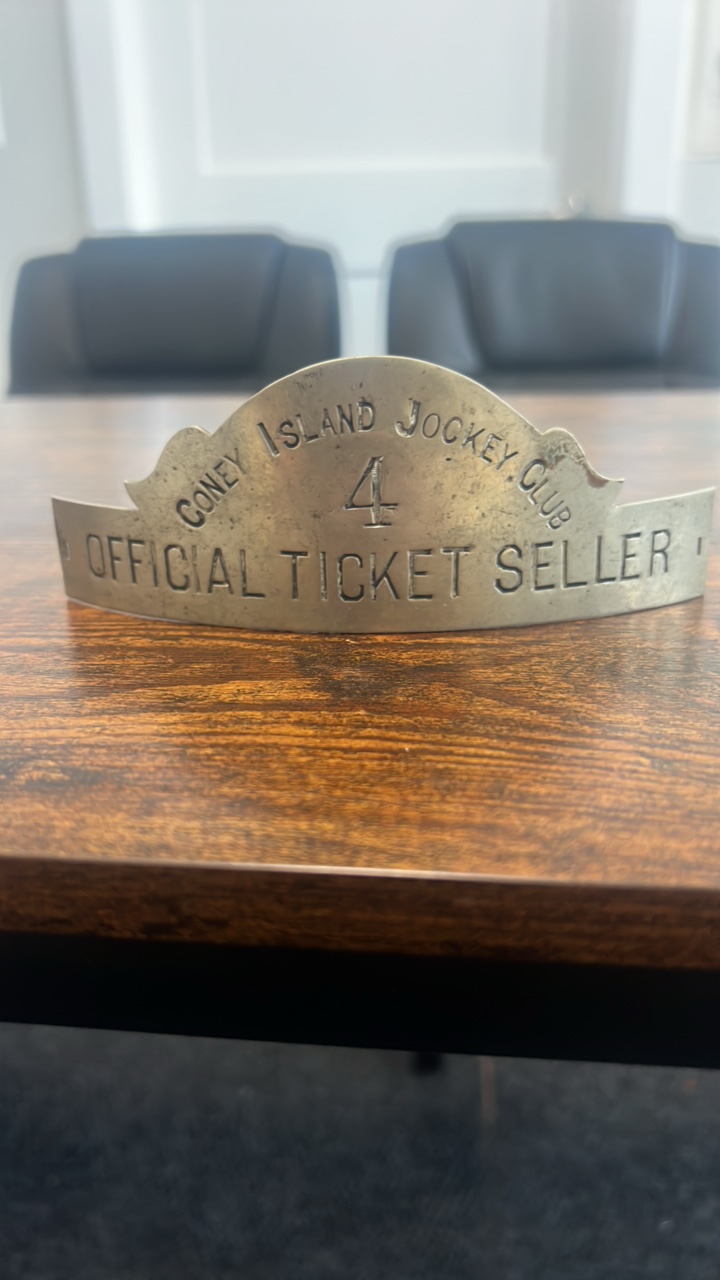 CONEY ISLAND JOCKEY CLUB
4
OFFICIAL TICKET SELLER